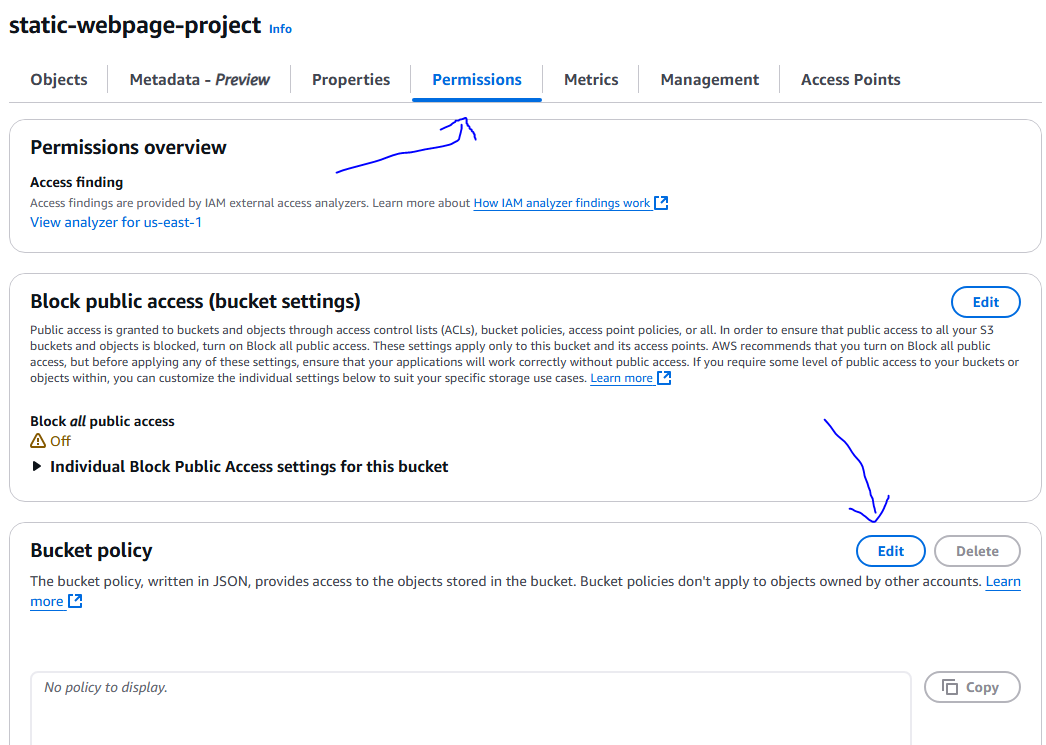 static-webpage-project Info
Objects Metadata - Preview Properties Permissions Metrics Management Access Points
Permissions overview
Access finding
Access findings are provided by IAM external access analyzers. Learn more about How IAM analyzer findings work
View analyzer for us-east-1
Block public access (bucket settings) Edit
Public access is granted to buckets and objects through access control lists (ACLs), bucket policies, access point policies, or all. In order to ensure that public access to all your S3
buckets and objects is blocked, turn on Block all public access. These settings apply only to this bucket and its access points. AWS recommends that you turn on Block all public
access, but before applying any of these settings, ensure that your applications will work correctly without public access. If you require some level of public access to your buckets or
objects within, you can customize the individual settings below to suit your specific storage use cases. Learn more
Block all public access
Off
Individual Block Public Access settings for this bucket
Bucket policy Edit Delete
The bucket policy, written in JSON, provides access to the objects stored in the bucket. Bucket policies don't apply to objects owned by other accounts. Learn
more
No policy to display. Copy